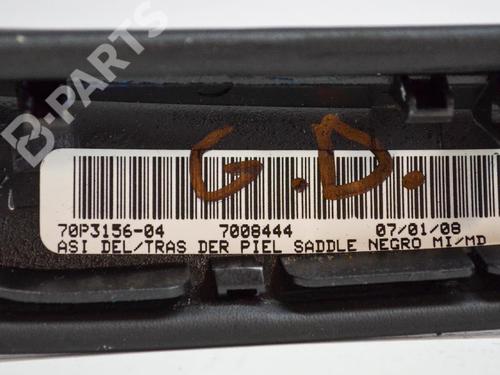 B-PARTS
G.D.
70P3156-04 7008444 07/01/08
ASI DEL/TRAS DER PIEL SADDLE NEGRO MI/MD